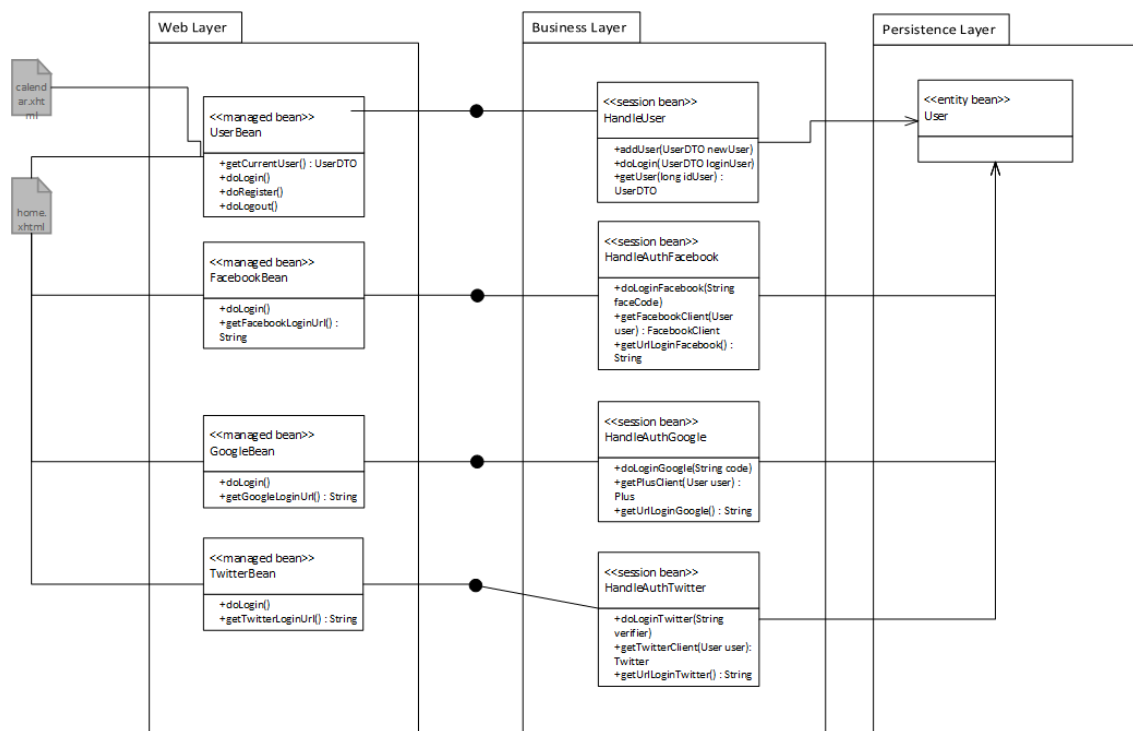 Web Layer
Business Layer
Persistence Layer
calend
ar.xht
ml
home.
xhtml
<<managed bean>>
UserBean
+getCurrentUser() : UserDTO
+doLogin()
+doRegister()
+doLogout()
<<managed bean>>
FacebookBean
+doLogin()
+getFacebookLoginUrl() :
String
<<managed bean>>
GoogleBean
+doLogin()
+getGoogleLoginUrl() : String
<<managed bean>>
TwitterBean
+doLogin()
+getTwitterLoginUrl() : String
<<session bean>>
HandleUser
+addUser(UserDTO newUser)
+doLogin(UserDTO loginUser)
+getUser(long idUser) :
UserDTO
<<session bean>>
HandleAuthFacebook
+doLoginFacebook(String
faceCode)
+getFacebookClient(User
user) : FacebookClient
+getUrlLoginFacebook() :
String
<<session bean>>
HandleAuthGoogle
+doLoginGoogle(String code)
+getPlusClient(User user) :
Plus
+getUrlLoginGoogle() : String
<<session bean>>
HandleAuthTwitter
+doLoginTwitter(String
verifier)
+getTwitterClient(User user):
Twitter
+getUrlLoginTwitter() : String
<<entity bean>>
User